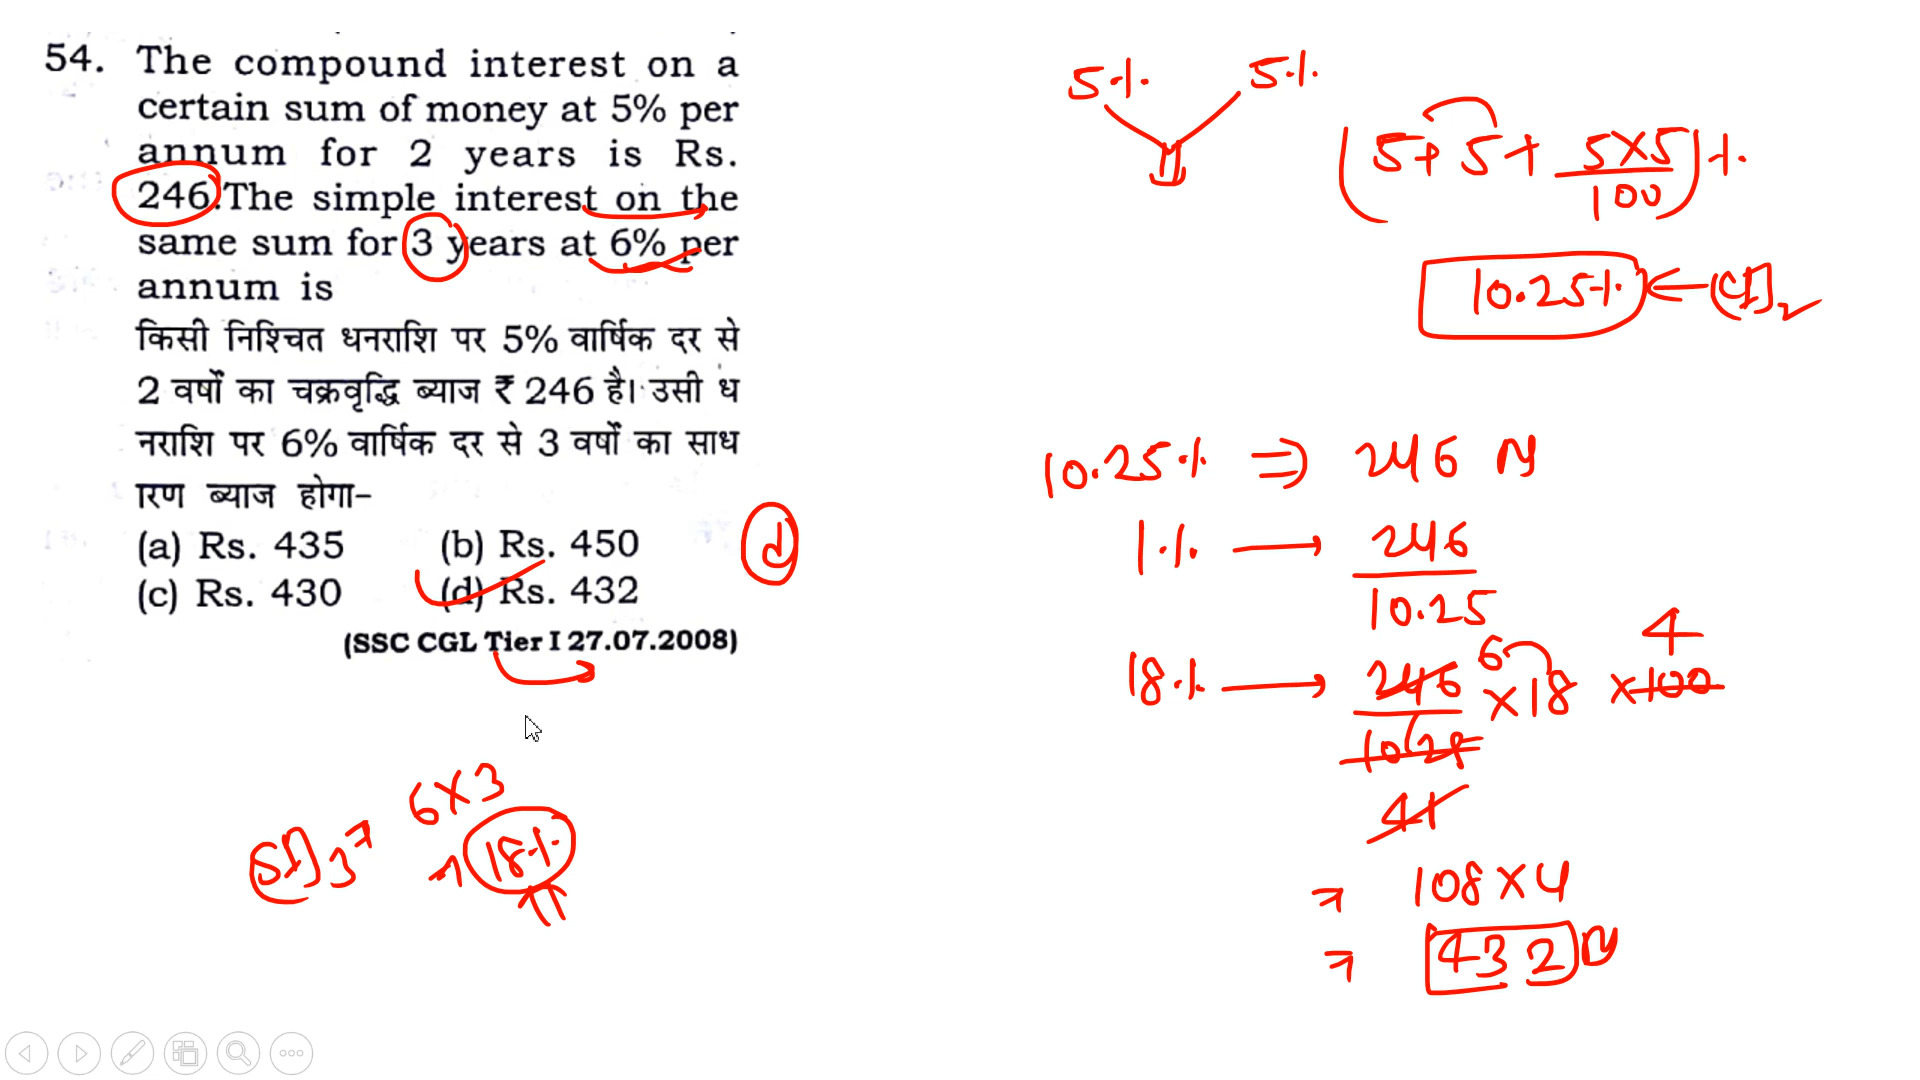 54. The compound interest on a
certain sum of money at 5% per
annum for 2 years is Rs.
246.The simple interest on the
same sum for 3 years at 6% per
annum is
किसी निश्चित धनराशि पर 5% वार्षिक दर से
2 वर्षों का चक्रवृद्धि ब्याज ₹ 246 है। उसी ध
नराशि पर 6% वार्षिक दर से 3 वर्षों का साध
ारण ब्याज होगा–
(a) Rs. 435 (b) Rs. 450
(c) Rs. 430 (d) Rs. 432
(SSC CGL Tier I 27.07.2008)
d
SI]3
6×3
18%
5% 5%
(5+5+ 5×5/100)%
10.25% ← (CI]2
10.25% ⇒ 246
1% → 246/10.25
18% → 246/10.25 ×18 ×100
6
4
41
108×4
432